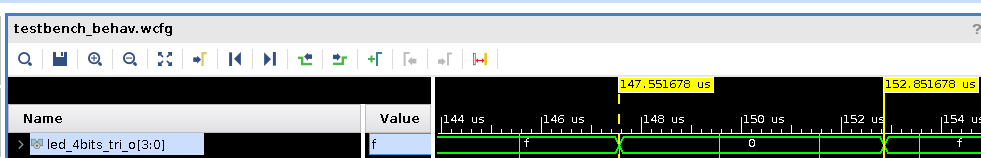 testbench_behav.wcfg
?
147.551678 us 152.851678 us
Name Value 144 us 146 us 148 us 150 us 152 us 154 us
led_4bits_tri_o[3:0] f f 0 f